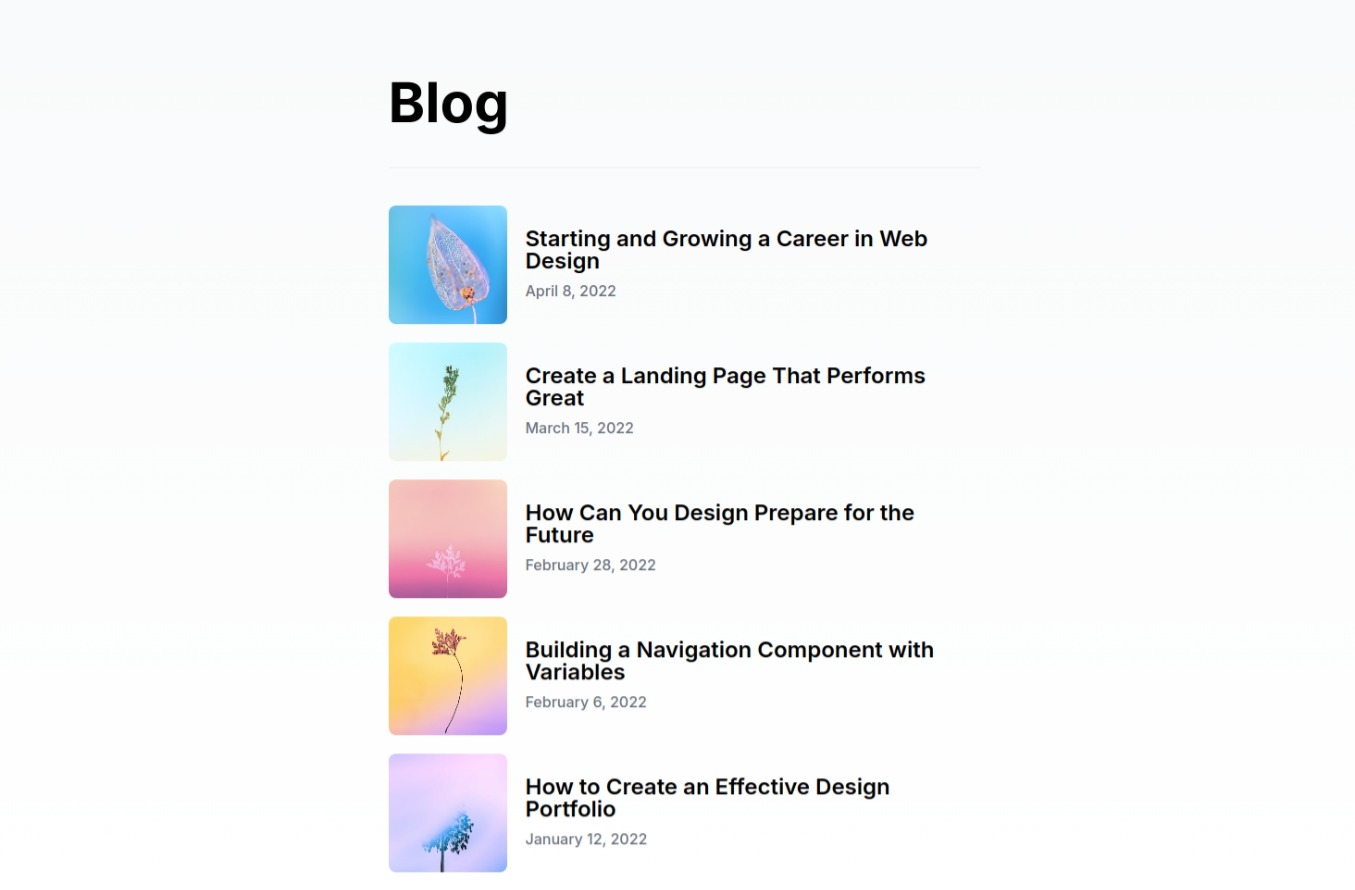 Blog
Starting and Growing a Career in Web
Design
April 8, 2022
Create a Landing Page That Performs
Great
March 15, 2022
How Can You Design Prepare for the
Future
February 28, 2022
Building a Navigation Component with
Variables
February 6, 2022
How to Create an Effective Design
Portfolio
January 12, 2022